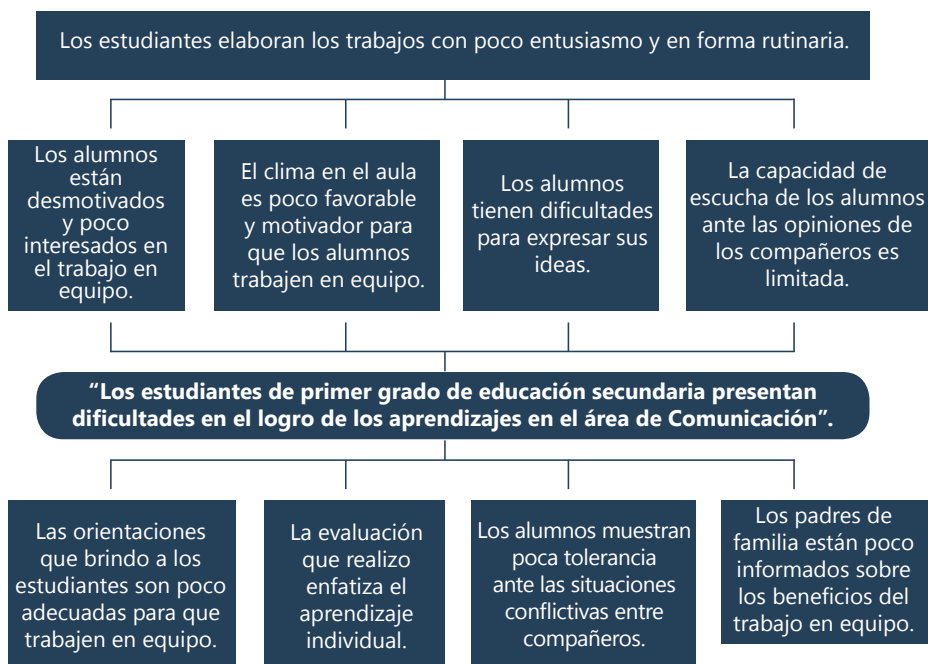 Los estudiantes elaboran los trabajos con poco entusiasmo y en forma rutinaria.
Los alumnos
están
desmotivados
y poco
interesados en
el trabajo en
equipo.
El clima en el aula
es poco favorable
y motivador para
que los alumnos
trabajen en equipo.
Los alumnos
tienen dificultades
para expresar sus
ideas.
La capacidad de
escucha de los alumnos
ante las opiniones de
los compañeros es
limitada.
“Los estudiantes de primer grado de educación secundaria presentan
dificultades en el logro de los aprendizajes en el área de Comunicación”.
Las orientaciones
que brindo a los
estudiantes son poco
adecuadas para que
trabajen en equipo.
La evaluación
que realizo
enfatiza el
aprendizaje
individual.
Los alumnos muestran
poca tolerancia
ante las situaciones
conflictivas entre
compañeros.
Los padres de
familia están poco
informados sobre
los beneficios del
trabajo en equipo.